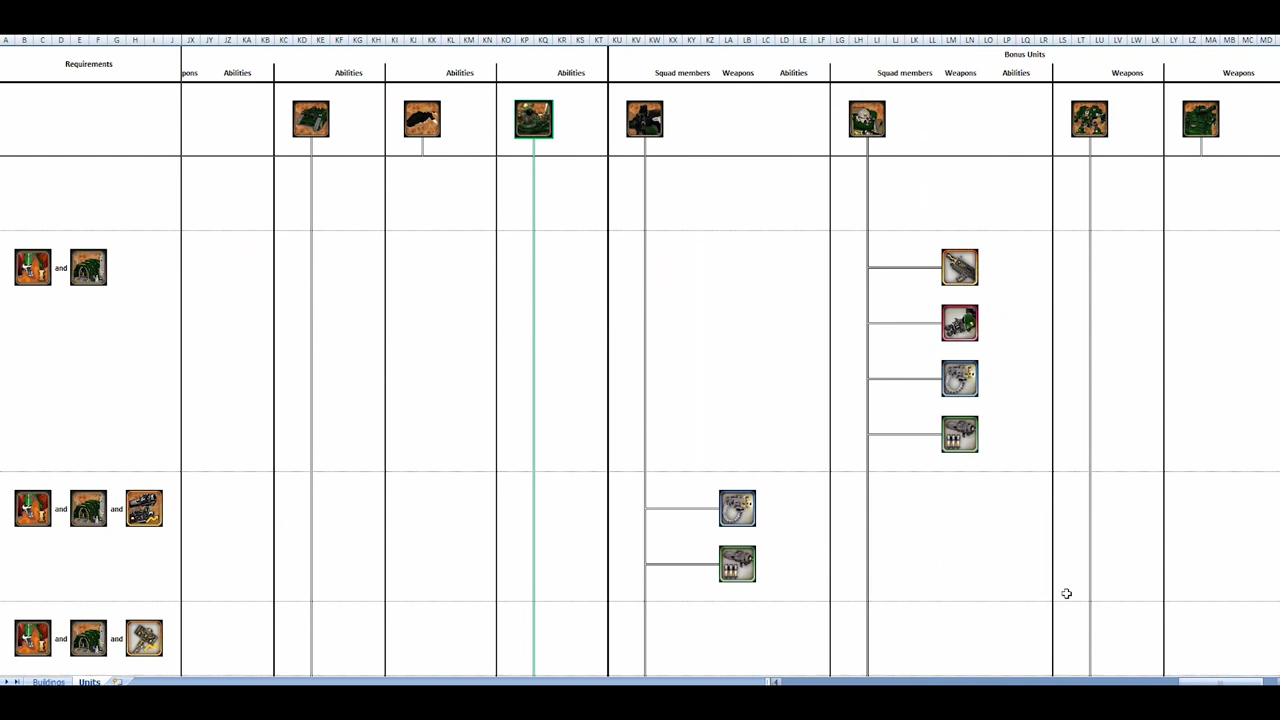 A B C D E F G H I J JX JY JZ KA KB KC KD KE KF KG KH KI KJ KK KL KM KN KO KP KQ KR KS KT KU KV KW KX KY KZ LA LB LC LD LE LF LG LH LI LJ LK LL LM LN LO LP LQ LR LS LT LU LV LW LX LY LZ MA MB MC MD
Bonus Units
Requirements
pons Abilities Abilities Abilities Abilities Squad members Weapons Abilities Squad members Weapons Abilities Weapons Weapons
and
and and
and and
Buildings Units